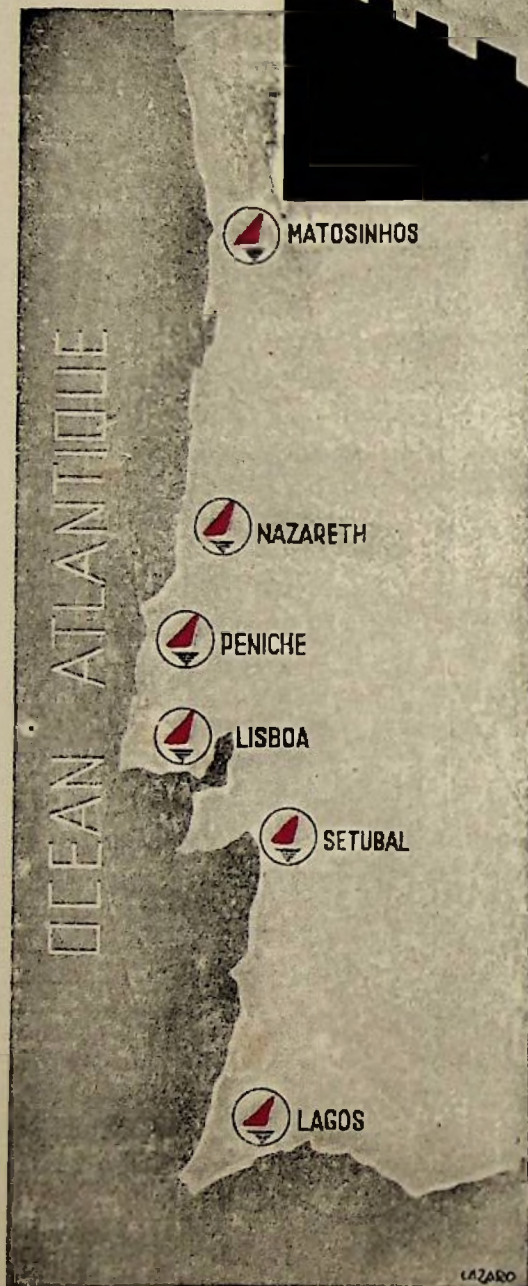 MATOSINHOS
OCEAN ATLANTIQUE
NAZARETH
PENICHE
LISBOA
SETUBAL
LAGOS
LAZARO